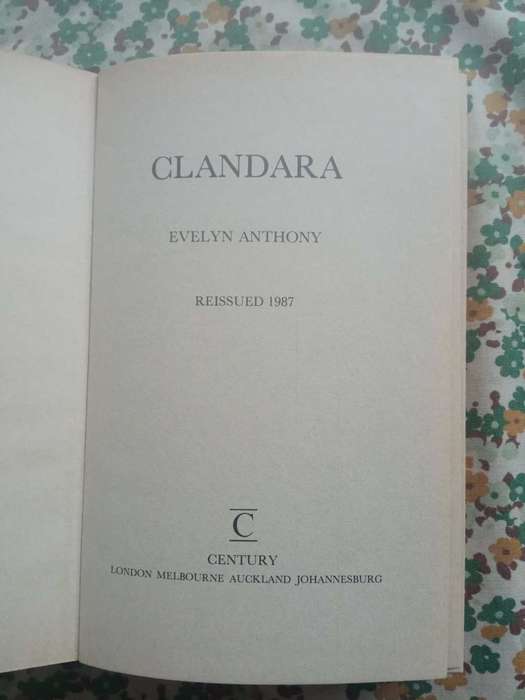 CLANDARA
EVELYN ANTHONY
REISSUED 1987
C
CENTURY
LONDON MELBOURNE AUCKLAND JOHANNESBURG